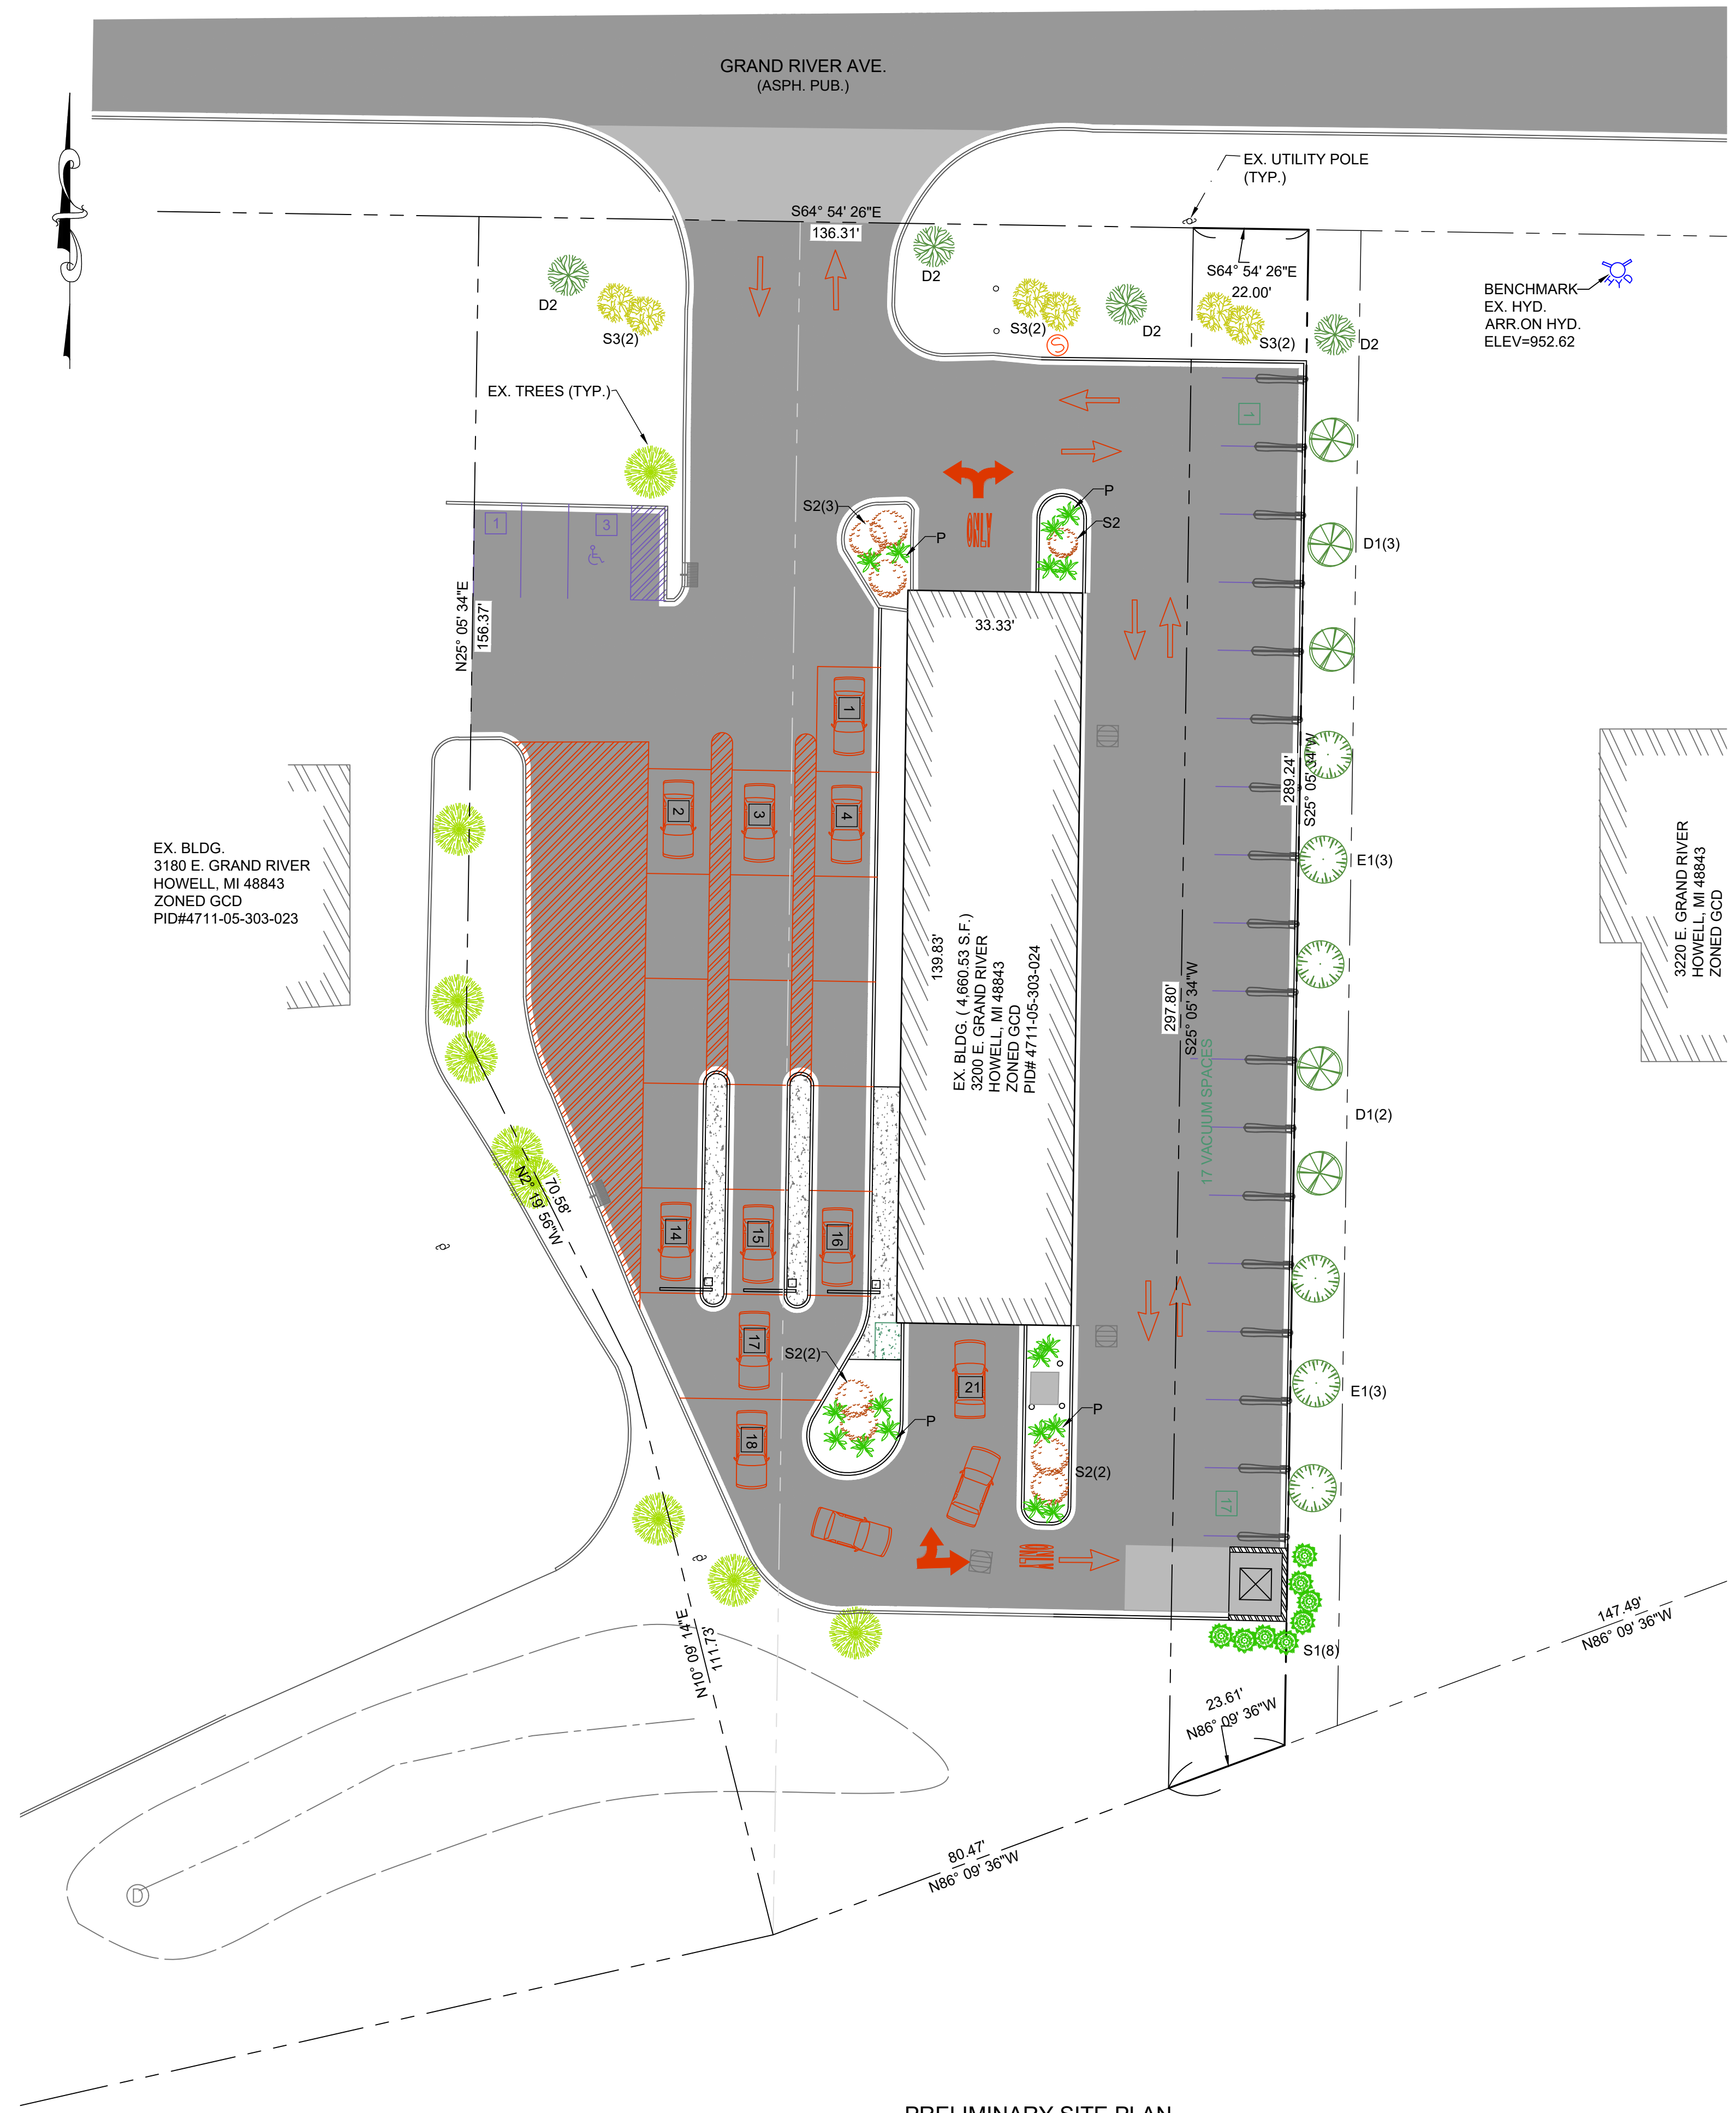 GRAND RIVER AVE.
(ASPH. PUB.)
EX. UTILITY POLE
(TYP.)
S64° 54' 26"E
136.31'
D2
D2
S64° 54' 26"E
22.00'
BENCHMARK
EX. HYD.
ARR.ON HYD.
ELEV=952.62
S3(2)
S3(2)
S
D2
S3(2)
D2
EX. TREES (TYP.)
1
P
S2(3)
S2
1
3
P
ONLY
D1(3)
N25° 05' 34"E
156.37'
33.33'
1
2
3
4
289.24'
S25° 05' 34"W
EX. BLDG.
3180 E. GRAND RIVER
HOWELL, MI 48843
ZONED GCD
PID#4711-05-303-023
E1(3)
3220 E. GRAND RIVER
HOWELL, MI 48843
ZONED GCD
139.83'
EX. BLDG. ( 4,660.53 S.F.)
3200 E. GRAND RIVER
HOWELL, MI 48843
ZONED GCD
PID# 4711-05-303-024
297.80'
S25° 05' 34"W
17 VACUUM SPACES
D1(2)
70.58'
N2° 19' 56"W
14
15
16
17
S2(2)
21
E1(3)
P
P
18
S2(2)
17
ONLY
N10° 09' 14"E
111.73'
S1(8)
147.49'
N86° 09' 36"W
23.61'
N86° 09' 36"W
80.47'
N86° 09' 36"W
D
PRELIMINARY SITE PLAN